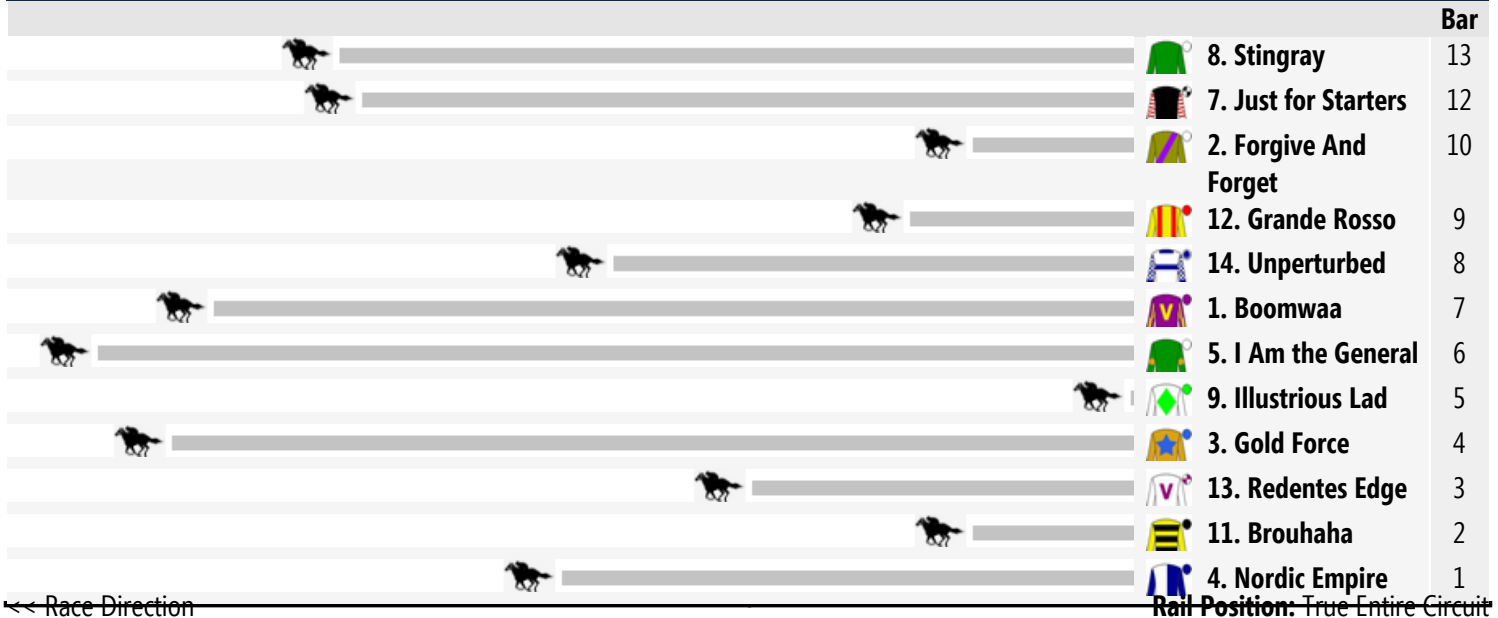 Bar
8. Stingray 13
7. Just for Starters 12
2. Forgive And 10
Forget
12. Grande Rosso 9
14. Unperturbed 8
V 1. Boomwaa 7
5. I Am the General 6
9. Illustrious Lad 5
3. Gold Force 4
V 13. Redentes Edge 3
11. Brouhaha 2
4. Nordic Empire 1
<< Race Direction Rail Position: True Entire Circuit